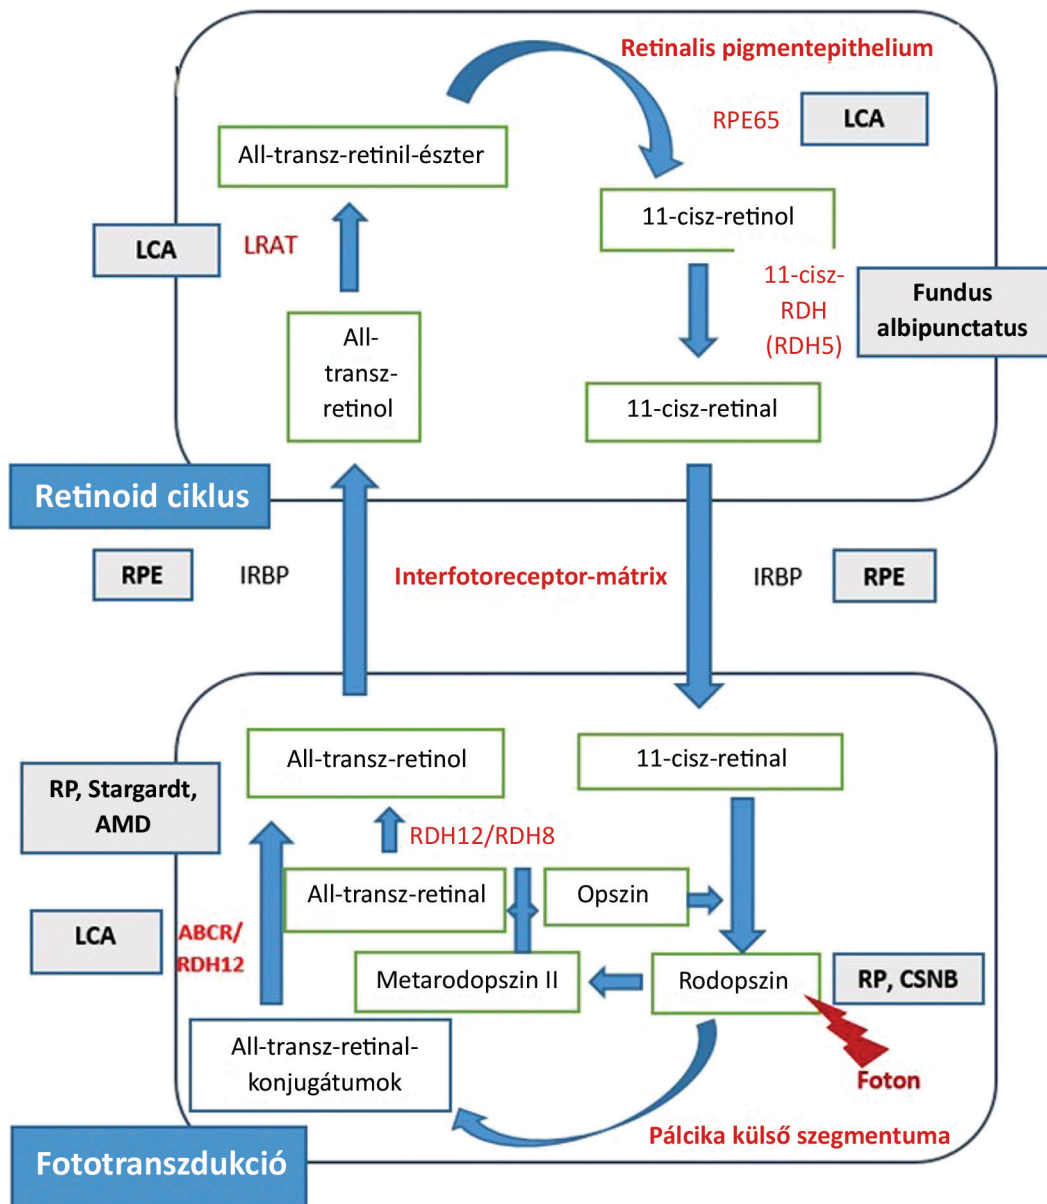 Retinalis pigmentepithelium
RPE65
LCA
All-transz-retinil-észter
11-cisz-retinol
LCA
LRAT
11-cisz-
RDH
(RDH5)
Fundus
albipunctatus
All-
transz-
retinol
11-cisz-retinal
Retinoid ciklus
RPE
IRBP
Interfotoreceptor-mátrix
IRBP
RPE
All-transz-retinol
11-cisz-retinal
RP, Stargardt,
AMD
RDH12/RDH8
All-transz-retinal
Opszin
LCA
ABCR/
RDH12
Metarodopszin II
Rodopszin
RP, CSNB
All-transz-retinal-
konjugátumok
Foton
Pálcika külső szegmentuma
Fototranszdukció